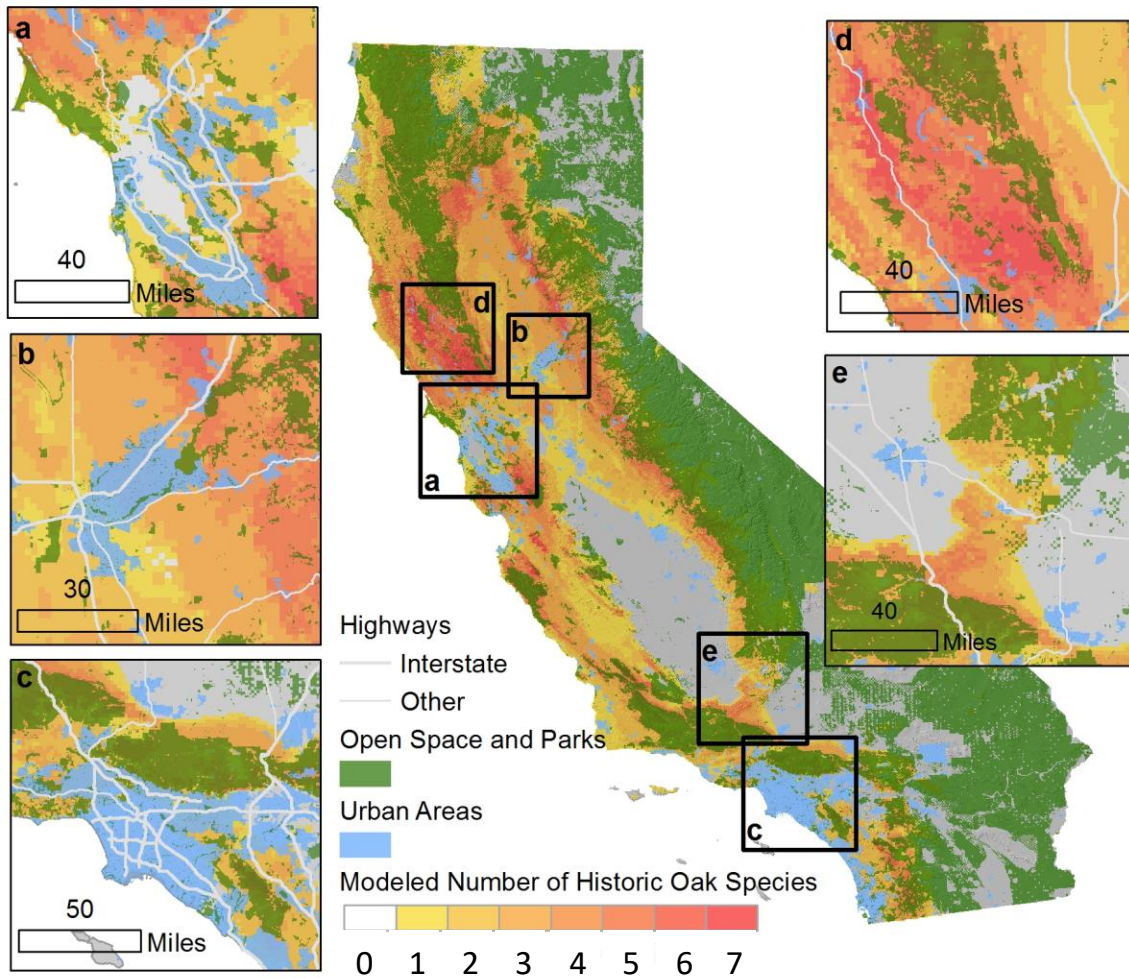 a
40
Miles
b
30
Miles
c
50
Miles
d
b
a
e
c
d
40
Miles
e
40
Miles
Highways
Interstate
Other
Open Space and Parks
Urban Areas
Modeled Number of Historic Oak Species
0 1 2 3 4 5 6 7